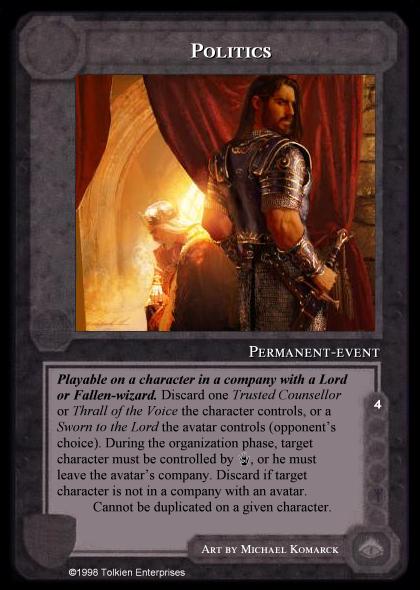 Politics
Permanent-event
Playable on a character in a company with a Lord
or Fallen-wizard. Discard one Trusted Counsellor
or Thrall of the Voice the character controls, or a
Sworn to the Lord the avatar controls (opponent's
choice). During the organization phase, target
character must be controlled by , or he must
leave the avatar's company. Discard if target
character is not in a company with an avatar.
Cannot be duplicated on a given character.
4
Art by Michael Komarck
©1998 Tolkien Enterprises